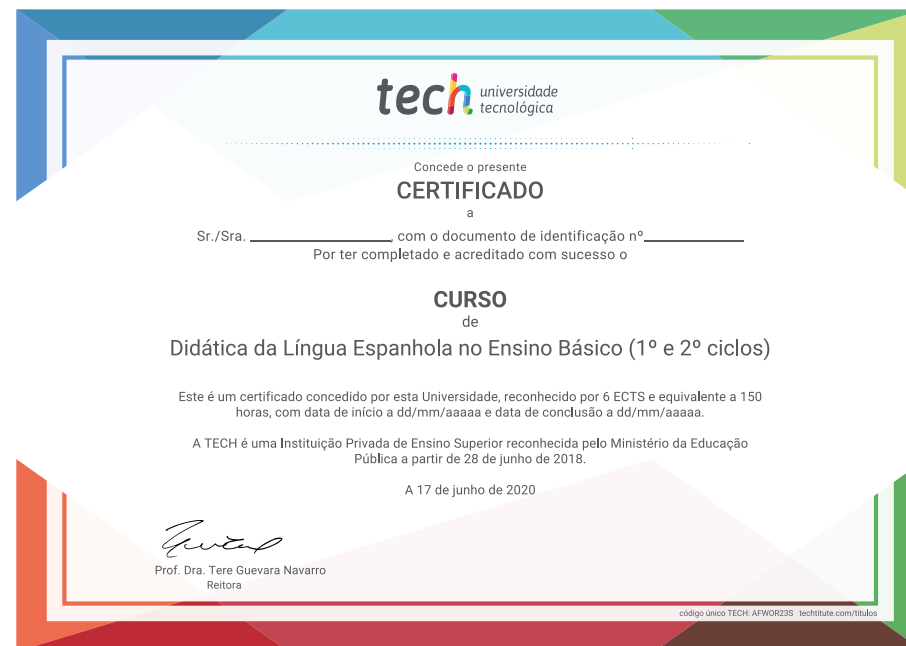 tech universidade
tecnológica
Concede o presente
CERTIFICADO
a
Sr./Sra. ________________, com o documento de identificação nº____________
Por ter completado e acreditado com sucesso o
CURSO
de
Didática da Língua Espanhola no Ensino Básico (1º e 2º ciclos)
Este é um certificado concedido por esta Universidade, reconhecido por 6 ECTS e equivalente a 150
horas, com data de início a dd/mm/aaaaa e data de conclusão a dd/mm/aaaaa.
A TECH é uma Instituição Privada de Ensino Superior reconhecida pelo Ministério da Educação
Pública a partir de 28 de junho de 2018.
A 17 de junho de 2020
Prof. Dra. Tere Guevara Navarro
Reitora
código único TECH: AFWOR23S techtitute.com/titulos